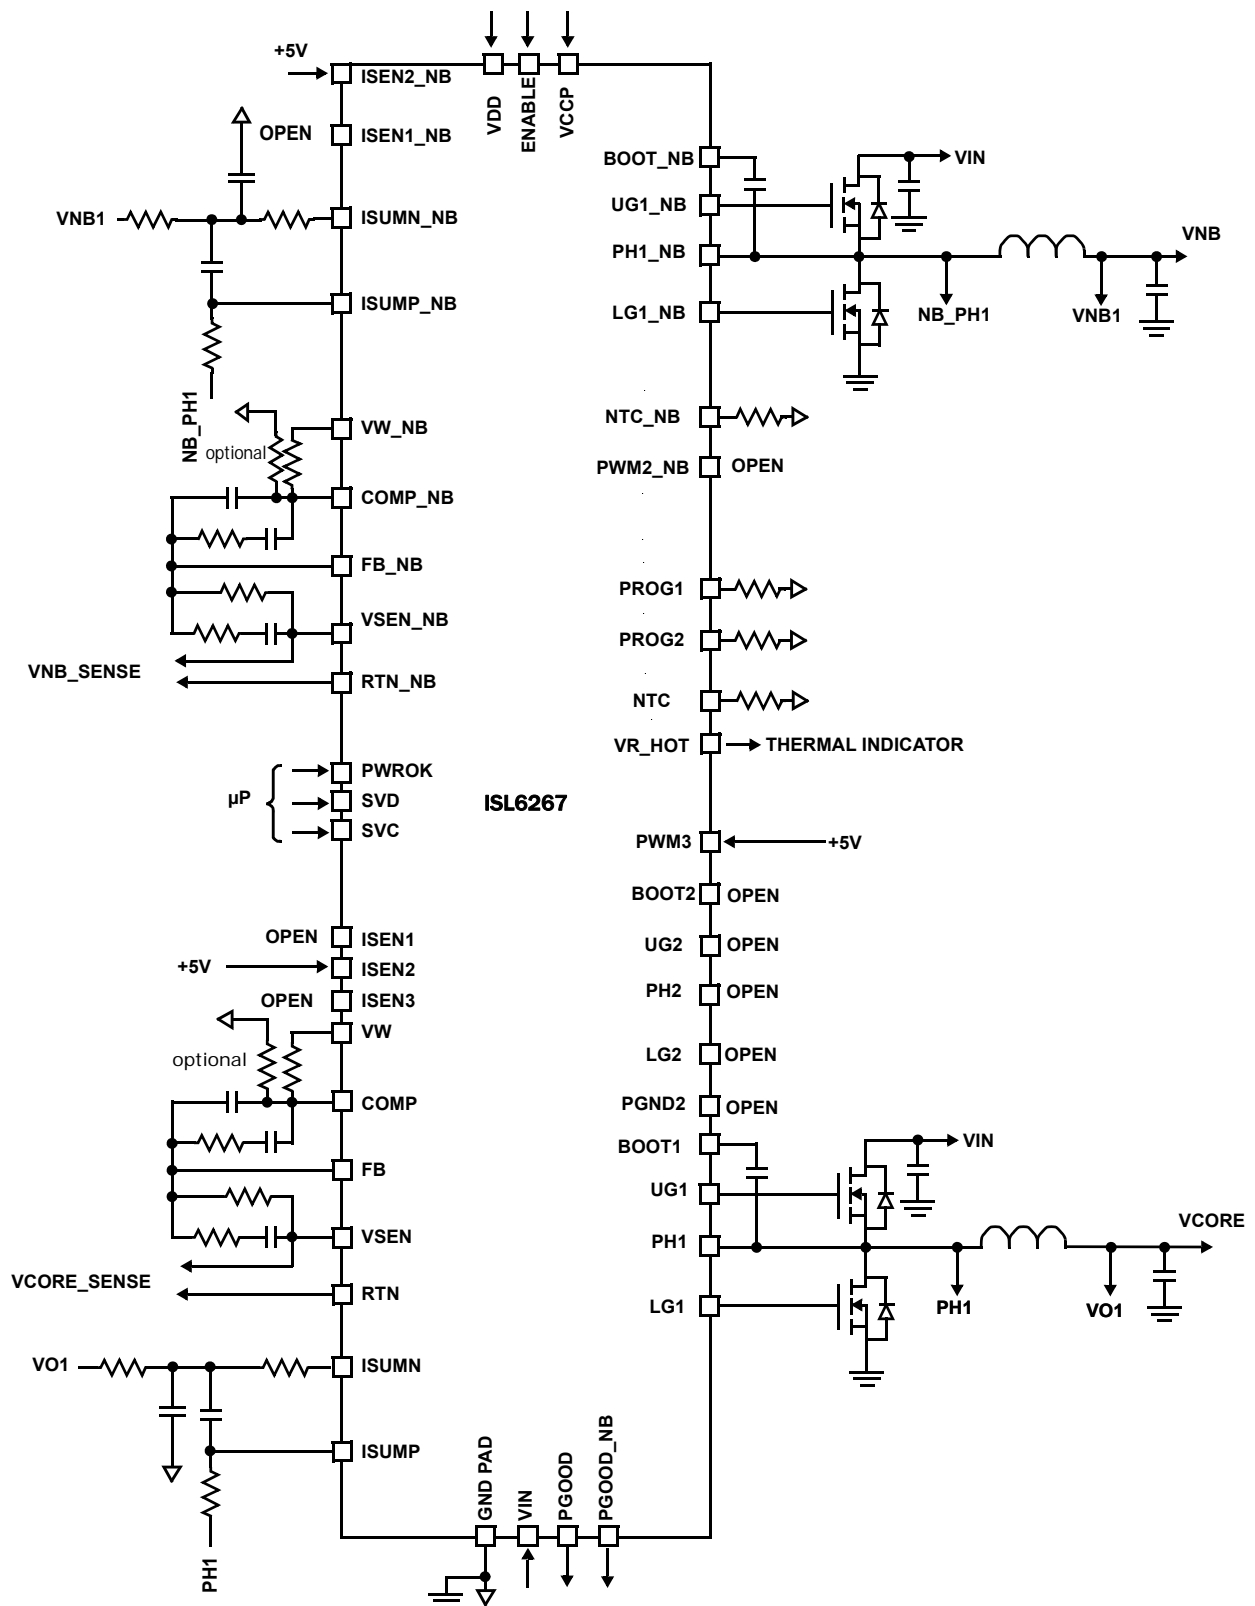 +5V
ISEN2_NB
VDD
ENABLE
VCCP
OPEN
ISEN1_NB
BOOT_NB
VIN
UG1_NB
VNB1
ISUMN_NB
PH1_NB
VNB
ISUMP_NB
LG1_NB
NB_PH1
VNB1
NB_PH1
optional
VW_NB
NTC_NB
PWM2_NB
OPEN
COMP_NB
FB_NB
PROG1
VSEN_NB
PROG2
VNB_SENSE
RTN_NB
NTC
VR_HOT
THERMAL INDICATOR
µP
PWROK
SVD
SVC
ISL6267
PWM3
+5V
BOOT2
OPEN
OPEN
ISEN1
UG2
OPEN
+5V
ISEN2
OPEN
ISEN3
PH2
OPEN
VW
optional
LG2
OPEN
COMP
PGND2
OPEN
BOOT1
VIN
FB
UG1
VSEN
PH1
VCORE
VCORE_SENSE
RTN
LG1
PH1
VO1
VO1
ISUMN
ISUMP
PH1
GND PAD
VIN
PGOOD
PGOOD_NB